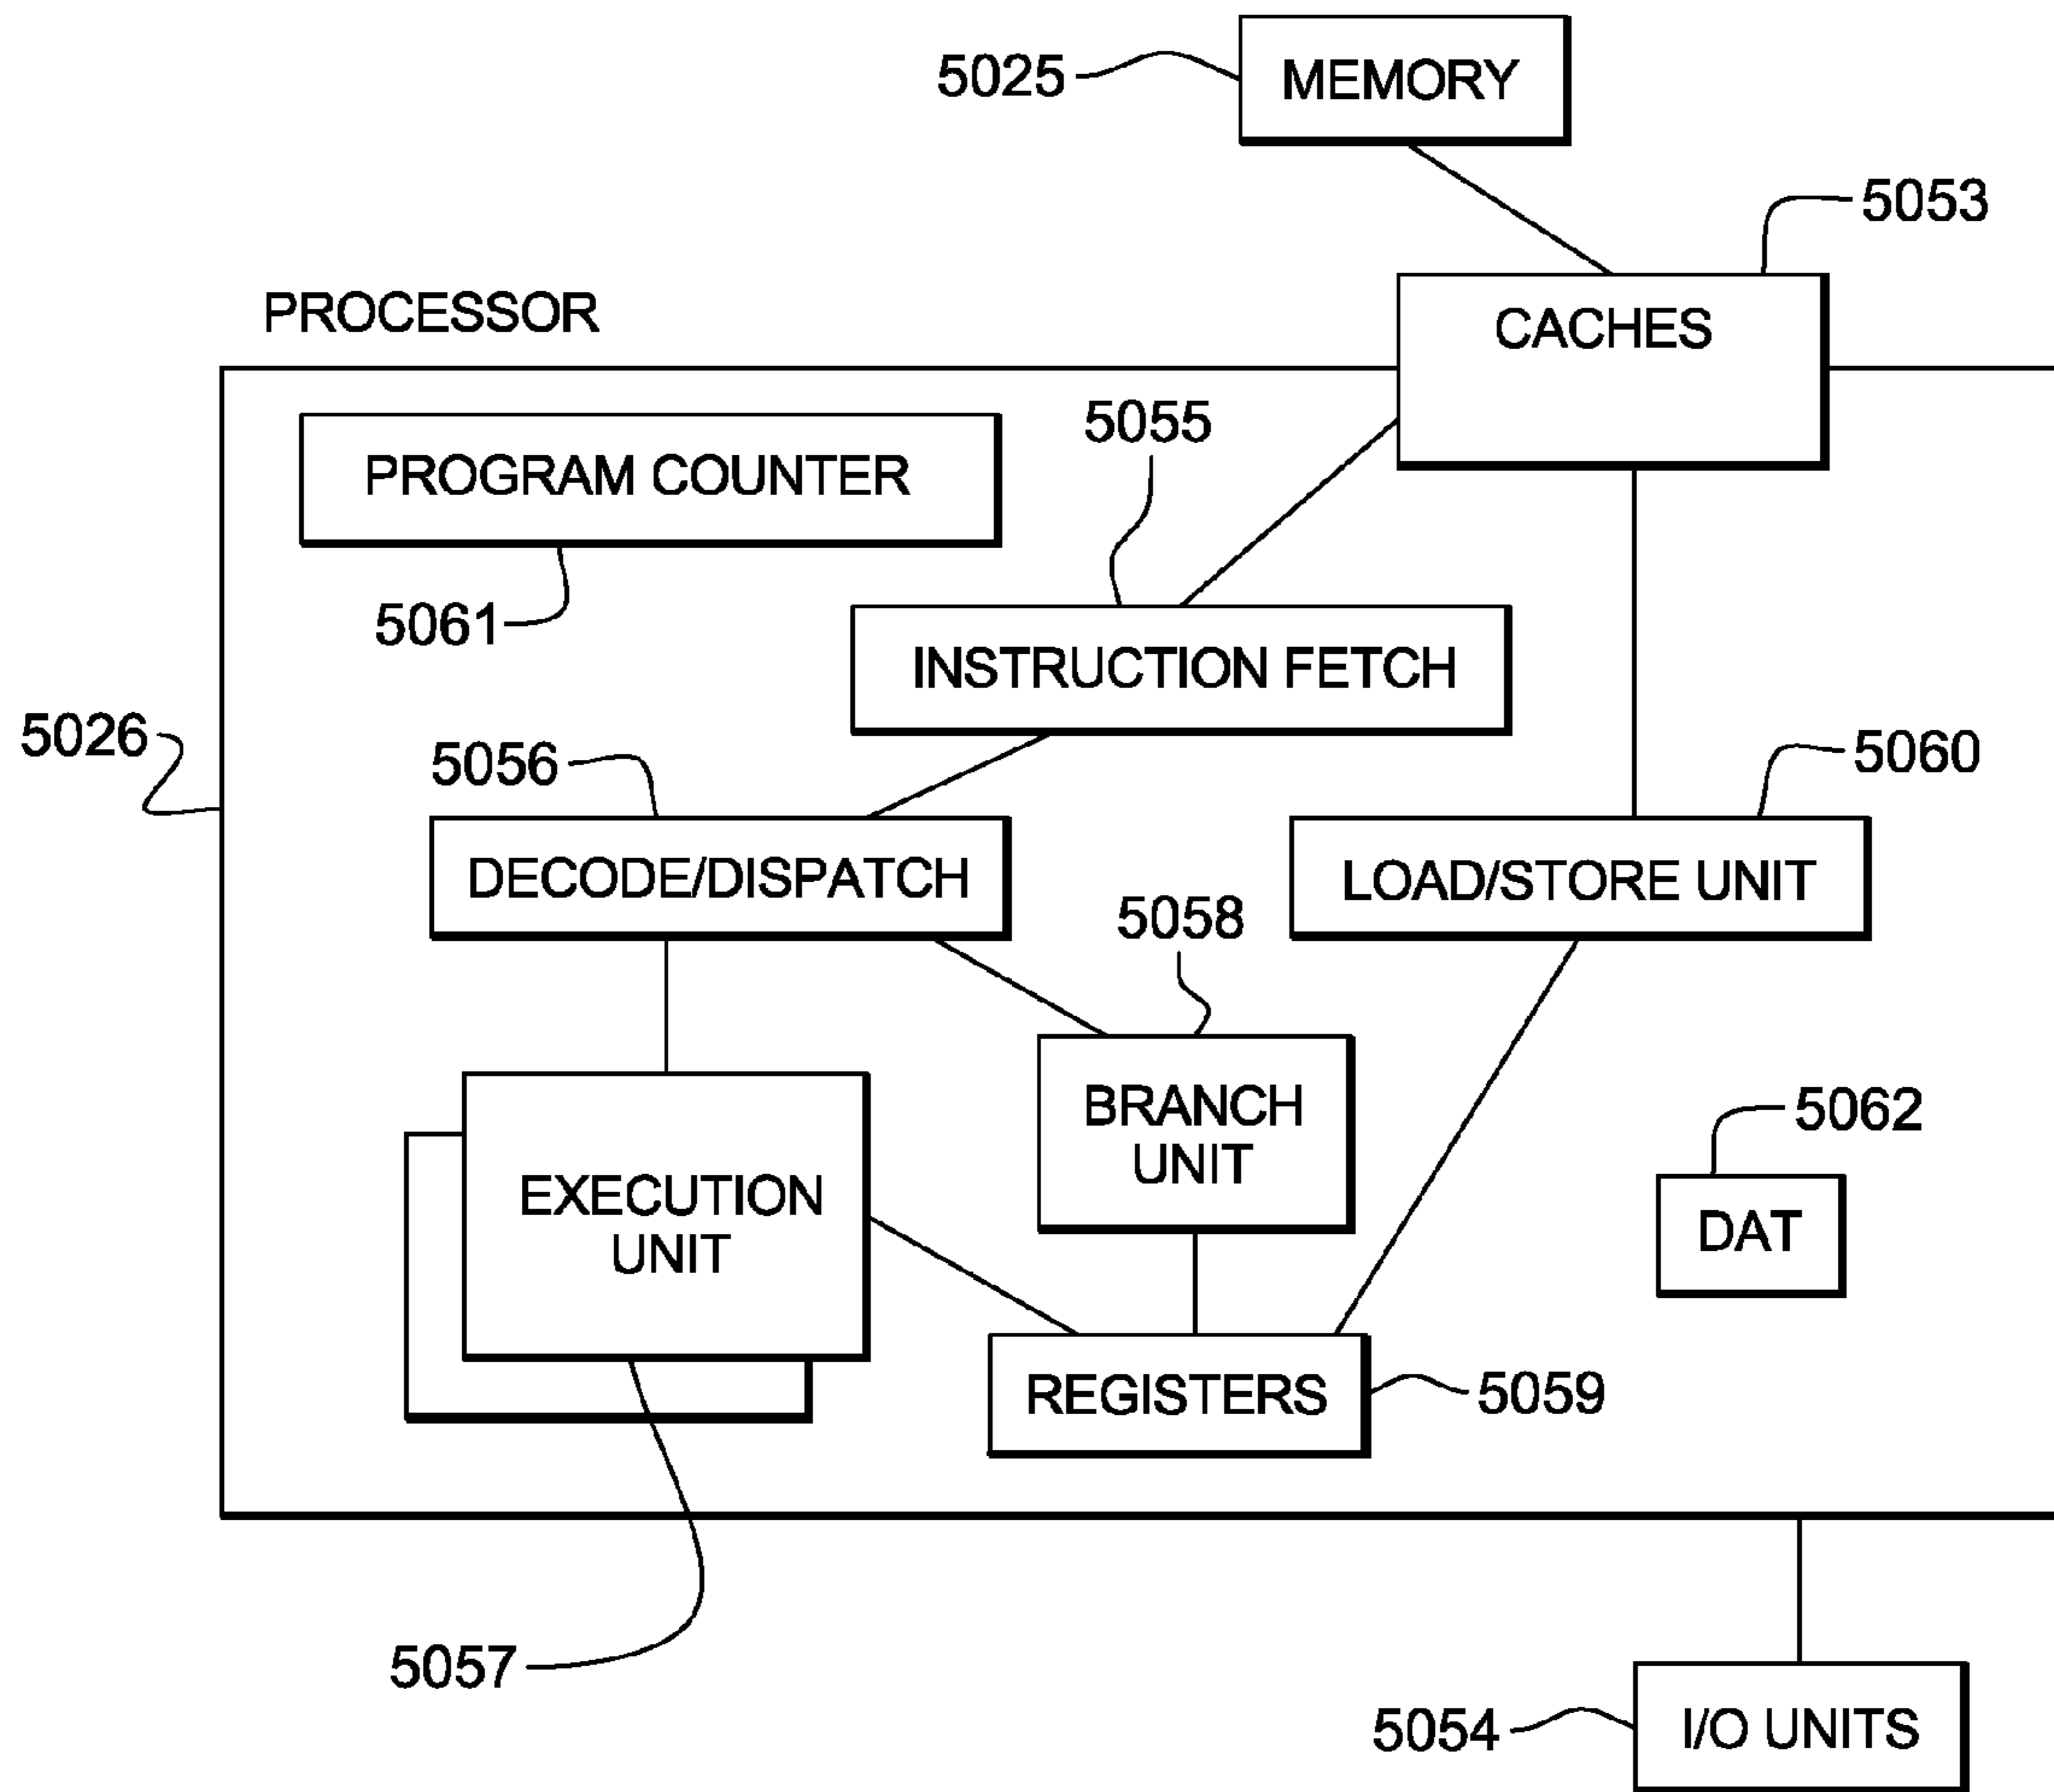 MEMORY
5025
5053
CACHES
PROCESSOR
PROGRAM COUNTER
5055
5061
INSTRUCTION FETCH
5026
5056
5060
DECODE/DISPATCH
LOAD/STORE UNIT
5058
BRANCH
UNIT
5062
EXECUTION
UNIT
DAT
REGISTERS
5059
5057
5054
I/O UNITS